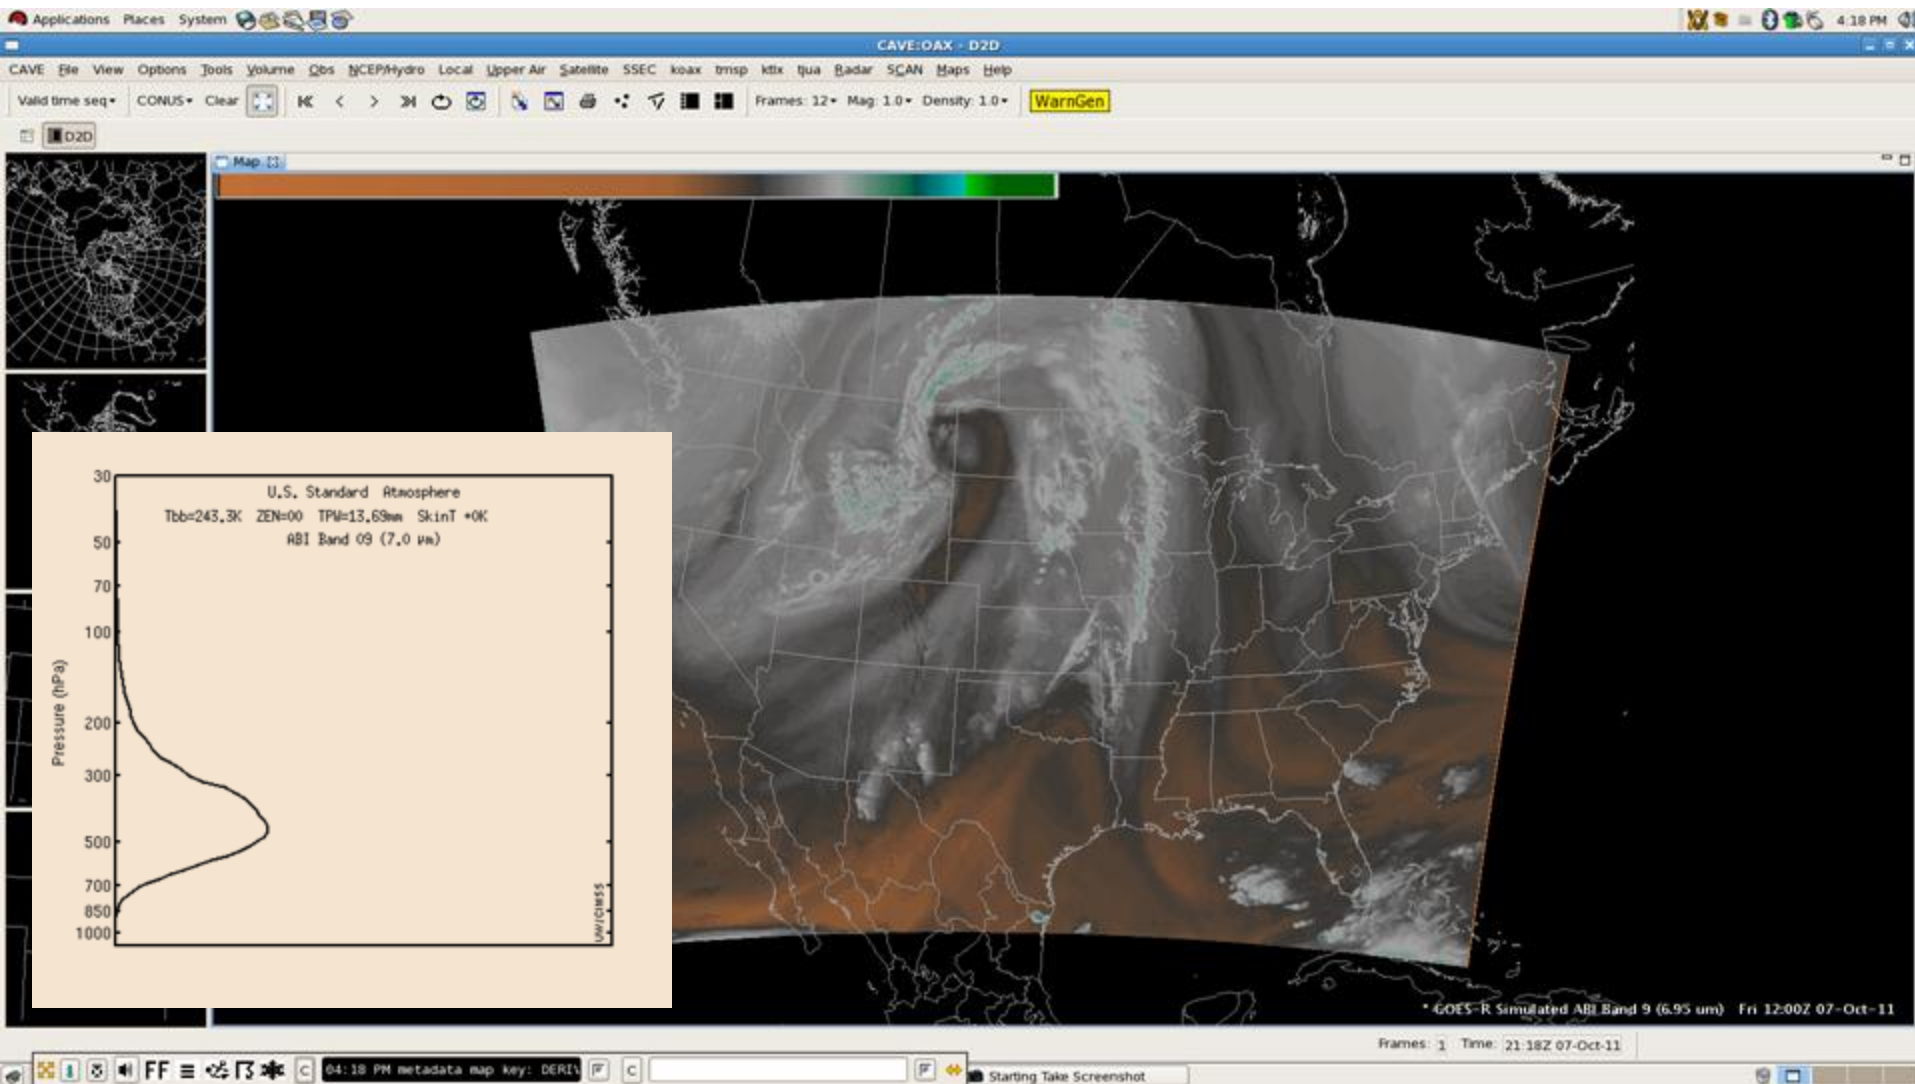 Applications Places System 4:18 PM
CAVE:OAX - D2D
CAVE File View Options Tools Volume Obs NCEP/Hydro Local Upper Air Satellite SSEC koax tmsp ktlx tjua Radar SCAN Maps Help
Valid time seq CONUS Clear Frames: 12 Mag: 1.0 Density: 1.0 WarnGen
D2D
Map
30
U.S. Standard Atmosphere
Tbb=243.3K ZEN=00 TPW=13.69mm SkinT +0K
ABI Band 09 (7.0 µm)
50
70
100
Pressure (hPa)
200
300
500
700
850
1000
UW/CIMSS
* GOES-R Simulated ABI Band 9 (6.95 um) Fri 12:00Z 07-Oct-11
Frames: 1 Time: 21:18Z 07-Oct-11
FF C 04:18 PM metadata map key: DERIV F C F
Starting Take Screenshot